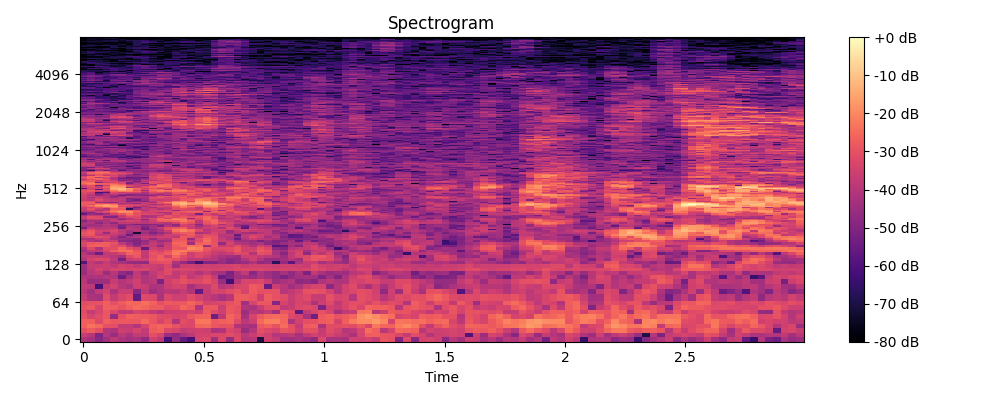 Spectrogram
Hz
4096
2048
1024
512
256
128
64
0
0
0.5
1
1.5
2
2.5
Time
+0 dB
-10 dB
-20 dB
-30 dB
-40 dB
-50 dB
-60 dB
-70 dB
-80 dB